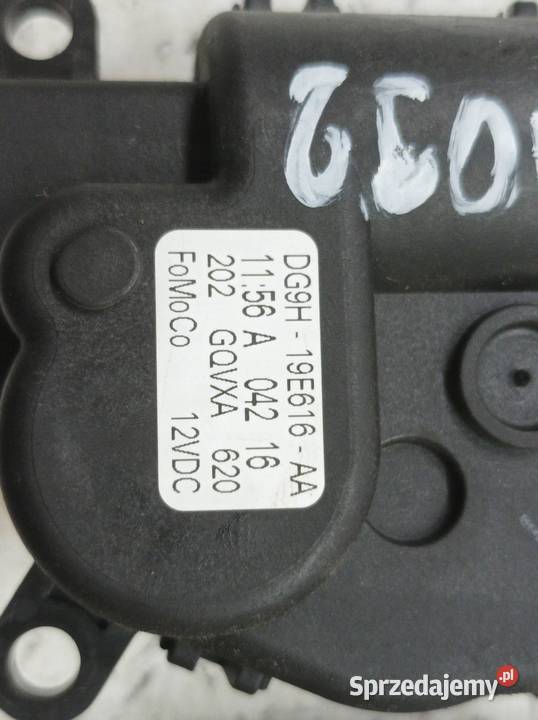 DG9H - 19E616 - AA
11:56 A 042 16
202 GQVXA 620
FoMoCo 12VDC
Sprzedajemy.pl